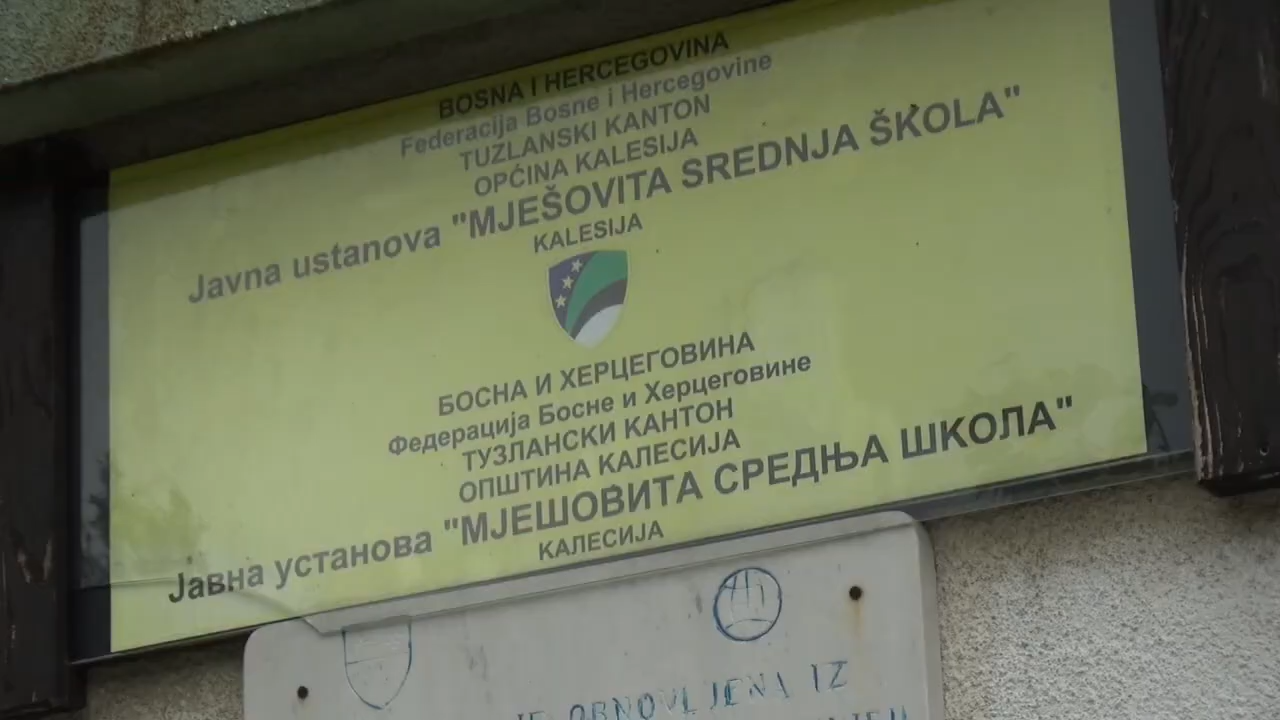 BOSNA I HERCEGOVINA
Federacija Bosne i Hercegovine
TUZLANSKI KANTON
OPĆINA KALESIJA
Javna ustanova "MJEŠOVITA SREDNJA ŠKOLA"
KALESIJA
БОСНА И ХЕРЦЕГОВИНА
Федерација Босне и Херцеговине
ТУЗЛАНСКИ КАНТОН
ОПШТИНА КАЛЕСИЈА
Јавна установа "МЈЕШОВИТА СРЕДЊА ШКОЛА"
КАЛЕСИЈА
JE OBNOVLJENA IZ